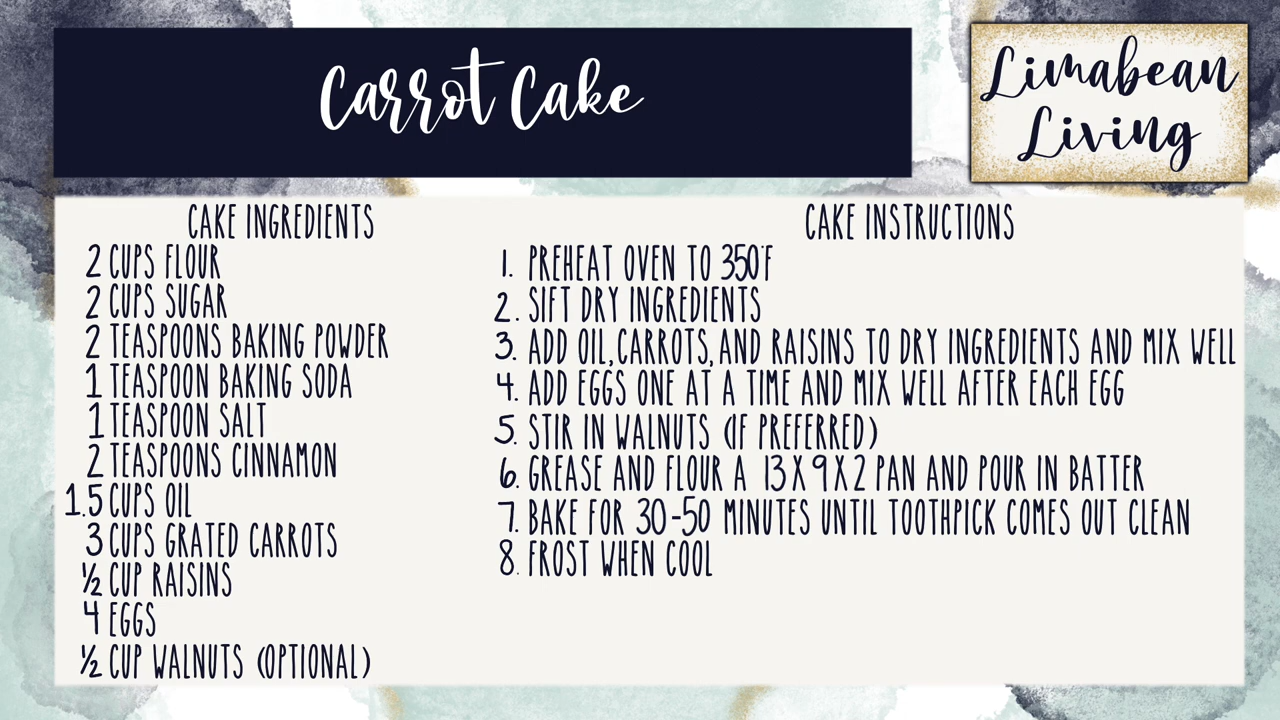 Carrot Cake
Limabean
Living
CAKE INGREDIENTS
2 CUPS FLOUR
2 CUPS SUGAR
2 TEASPOONS BAKING POWDER
1 TEASPOON BAKING SODA
1 TEASPOON SALT
2 TEASPOONS CINNAMON
1.5 CUPS OIL
3 CUPS GRATED CARROTS
½ CUP RAISINS
4 EGGS
½ CUP WALNUTS (OPTIONAL)
CAKE INSTRUCTIONS
1. PREHEAT OVEN TO 350°F
2. SIFT DRY INGREDIENTS
3. ADD OIL,CARROTS,AND RAISINS TO DRY INGREDIENTS AND MIX WELL
4. ADD EGGS ONE AT A TIME AND MIX WELL AFTER EACH EGG
5. STIR IN WALNUTS (IF PREFERRED)
6. GREASE AND FLOUR A 13X9X2 PAN AND POUR IN BATTER
7. BAKE FOR 30-50 MINUTES UNTIL TOOTHPICK COMES OUT CLEAN
8. FROST WHEN COOL